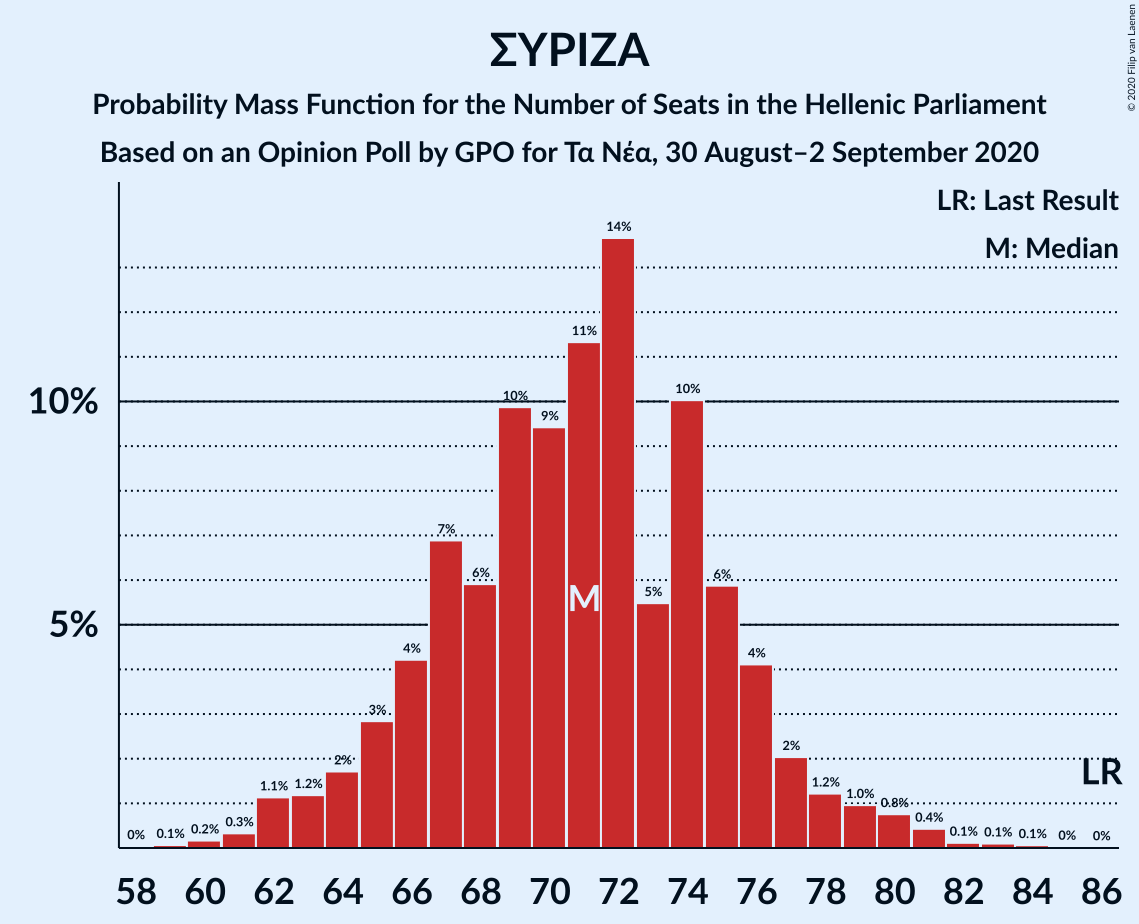 © 2020 Filip van Laenen
ΣΥΡΙΖΑ
Probability Mass Function for the Number of Seats in the Hellenic Parliament
Based on an Opinion Poll by GPO for Τα Νέα, 30 August–2 September 2020
LR: Last Result
M: Median
10%
5%
0% 0.1% 0.2% 0.3% 1.1% 1.2% 2% 3% 4% 7% 6% 10% 9% 11% 14% 5% 10% 6% 4% 2% 1.2% 1.0% 0.8% 0.4% 0.1% 0.1% 0.1% 0% 0%
M
LR
58 60 62 64 66 68 70 72 74 76 78 80 82 84 86